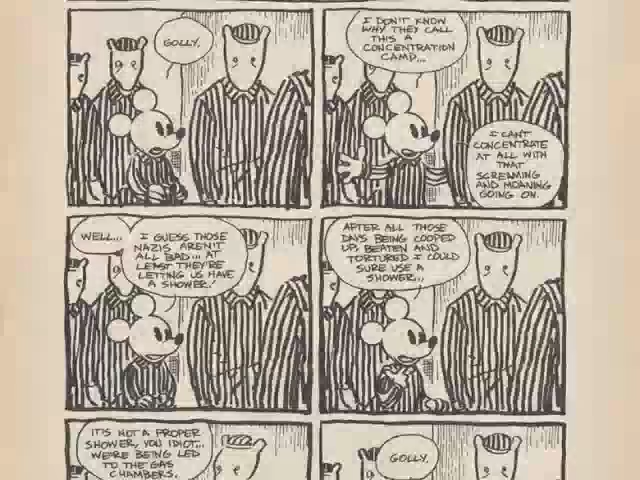 GOLLY.
I DON'T KNOW
WHY THEY CALL
THIS A
CONCENTRATION
CAMP...
I CAN'T
CONCENTRATE
AT ALL WITH
THAT
SCREAMING
AND MOANING
GOING ON.
WELL...
I GUESS THOSE
NAZIS AREN'T
ALL BAD... AT
LEAST THEY'RE
LETTING US HAVE
A SHOWER!
AFTER ALL THOSE
DAYS BEING COOPED
UP, BEATEN AND
TORTURED I COULD
SURE USE A
SHOWER...
IT'S NOT A PROPER
SHOWER, YOU IDIOT...
WE'RE BEING LED
TO THE GAS
CHAMBERS.
GOLLY.